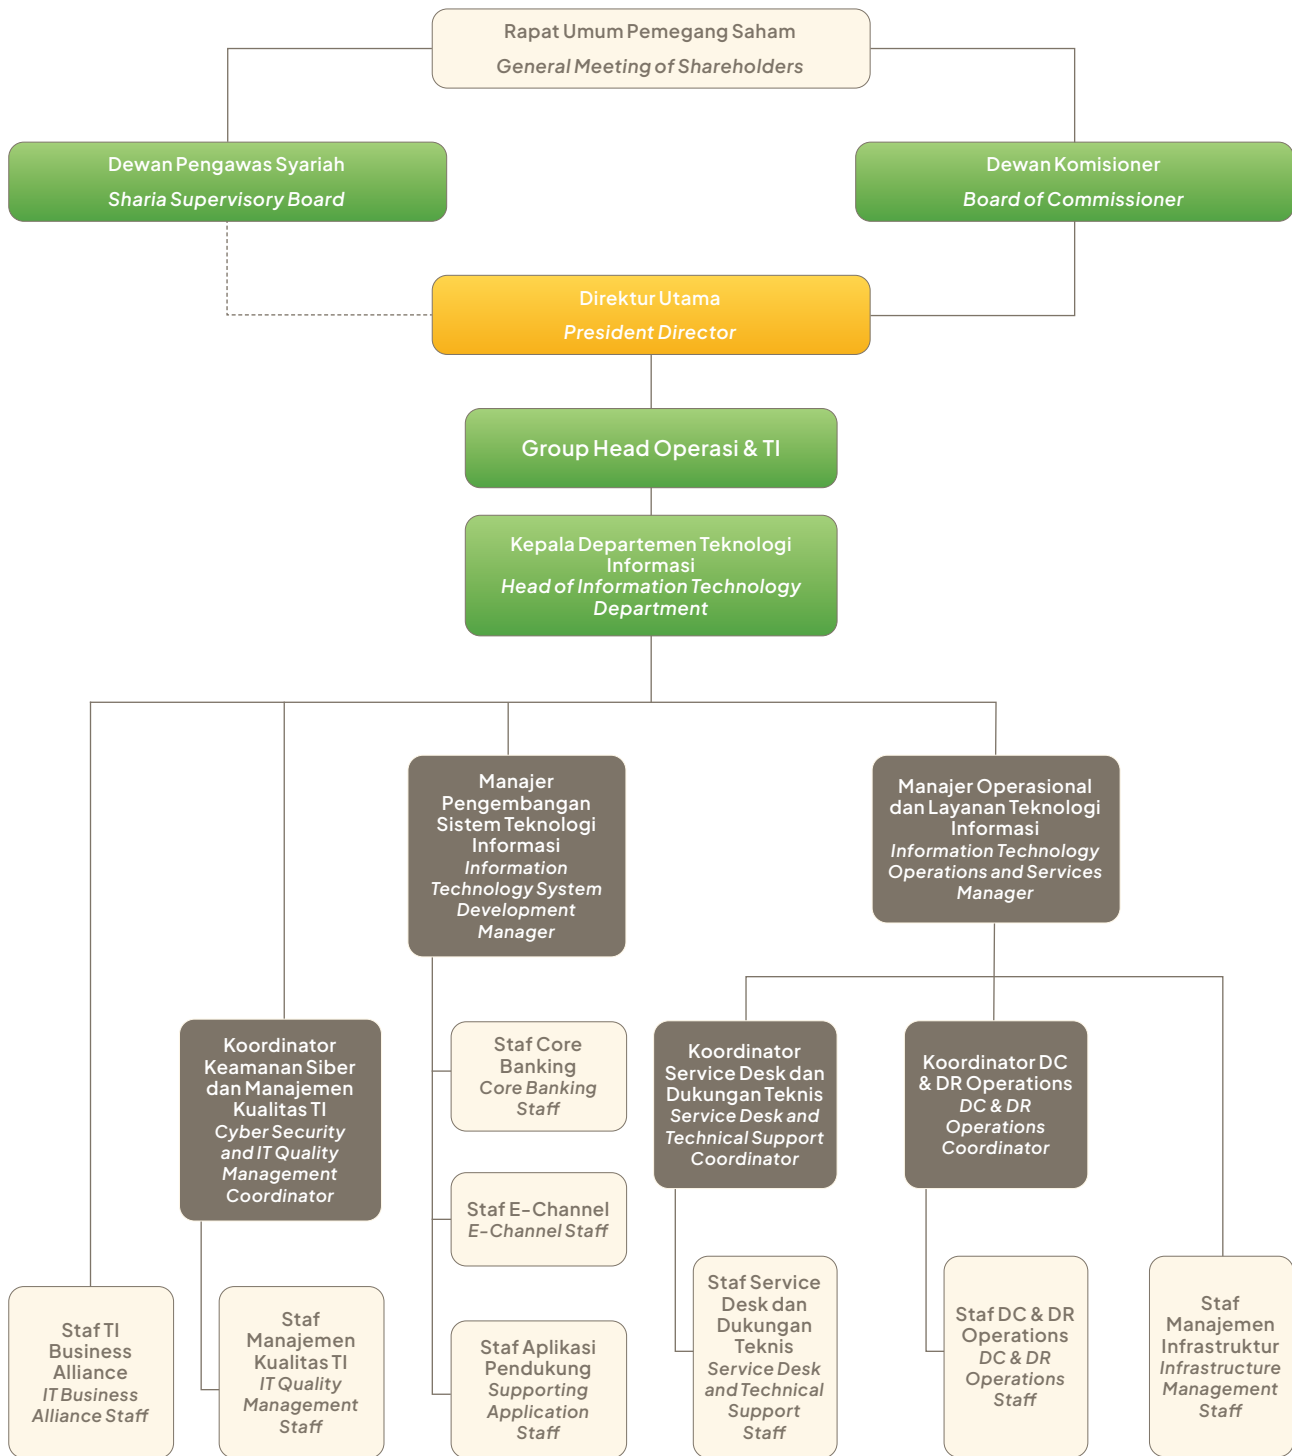 Rapat Umum Pemegang Saham
General Meeting of Shareholders
Dewan Pengawas Syariah
Sharia Supervisory Board
Dewan Komisioner
Board of Commissioner
Direktur Utama
President Director
Group Head Operasi & TI
Kepala Departemen Teknologi
Informasi
Head of Information Technology
Department
Manajer
Pengembangan
Sistem Teknologi
Informasi
Information
Technology System
Development
Manager
Manajer Operasional
dan Layanan Teknologi
Informasi
Information Technology
Operations and Services
Manager
Koordinator
Keamanan Siber
dan Manajemen
Kualitas TI
Cyber Security
and IT Quality
Management
Coordinator
Staf Core
Banking
Core Banking
Staff
Koordinator
Service Desk dan
Dukungan Teknis
Service Desk and
Technical Support
Coordinator
Koordinator DC
& DR Operations
DC & DR
Operations
Coordinator
Staf E-Channel
E-Channel Staff
Staf TI
Business
Alliance
IT Business
Alliance Staff
Staf
Manajemen
Kualitas TI
IT Quality
Management
Staff
Staf Aplikasi
Pendukung
Supporting
Application
Staff
Staf Service
Desk dan
Dukungan
Teknis
Service Desk
and Technical
Support
Staff
Staf DC & DR
Operations
DC & DR
Operations
Staff
Staf
Manajemen
Infrastruktur
Infrastructure
Management
Staff